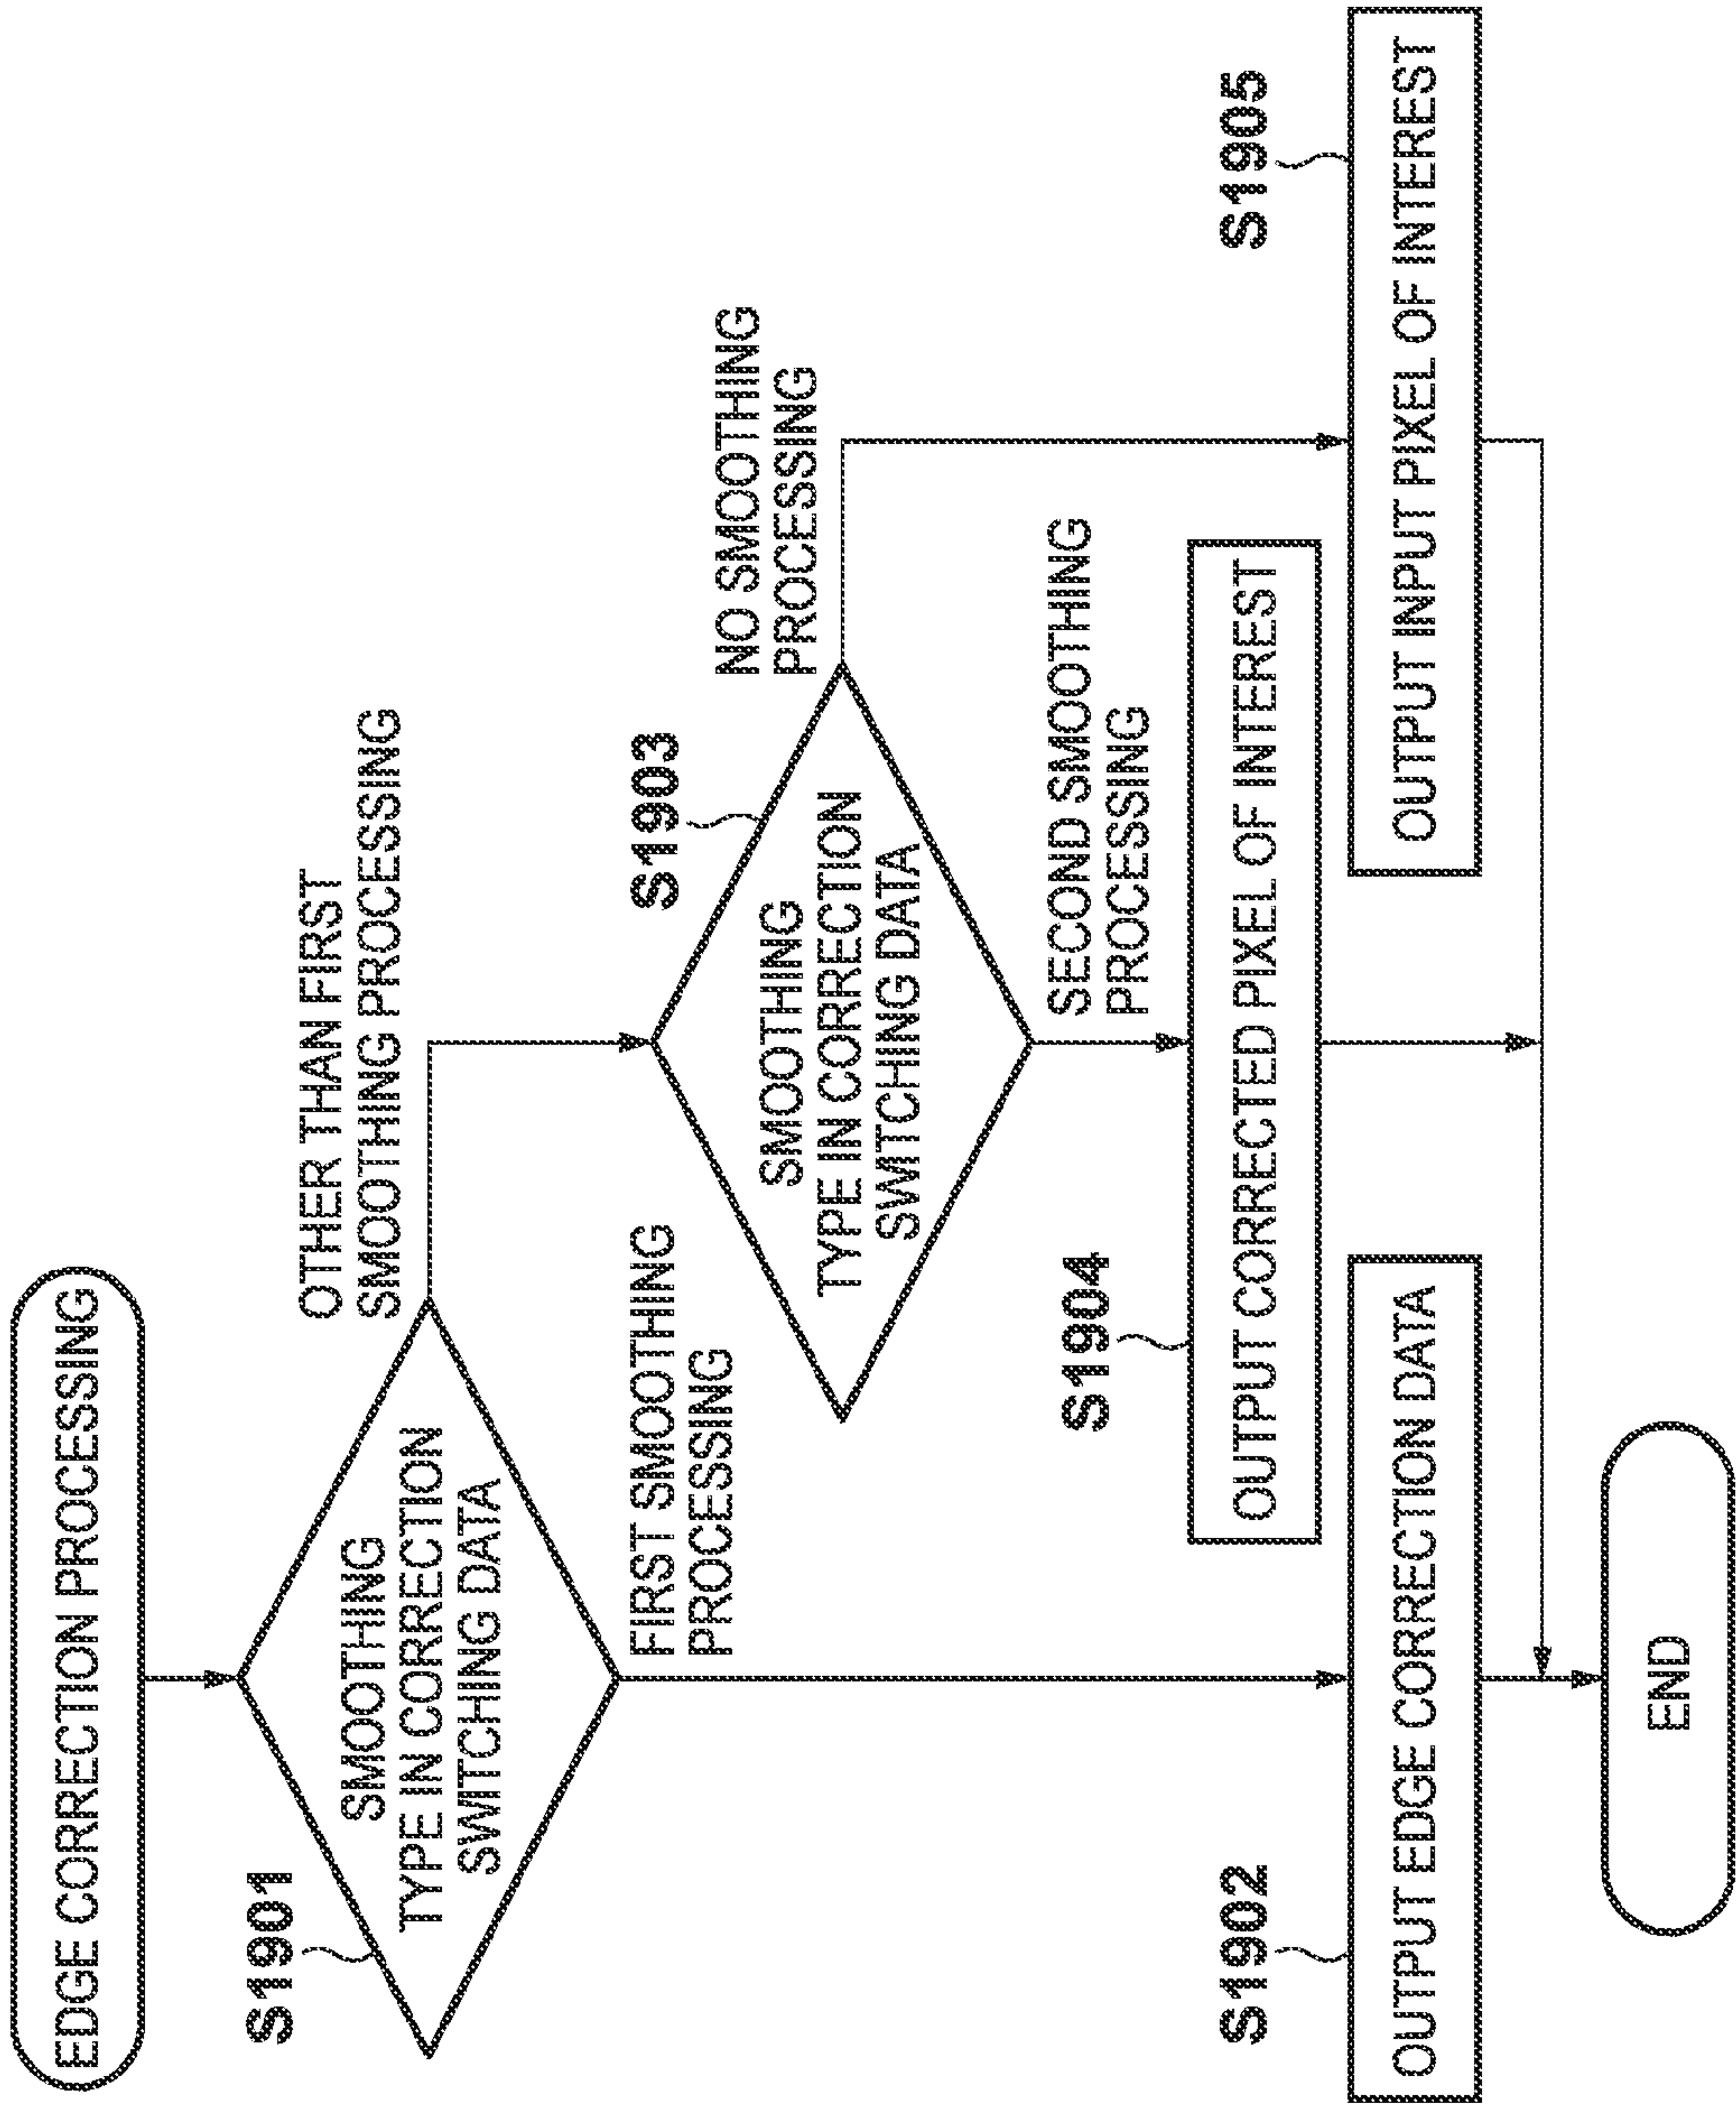 EDGE CORRECTION PROCESSING
S1901
SMOOTHING
TYPE IN CORRECTION
SWITCHING DATA
OTHER THAN FIRST
SMOOTHING PROCESSING
FIRST SMOOTHING
PROCESSING
S1903
SMOOTHING
TYPE IN CORRECTION
SWITCHING DATA
NO SMOOTHING
PROCESSING
SECOND SMOOTHING
PROCESSING
S1904
OUTPUT CORRECTED PIXEL OF INTEREST
S1902
OUTPUT EDGE CORRECTION DATA
S1905
OUTPUT INPUT PIXEL OF INTEREST
END